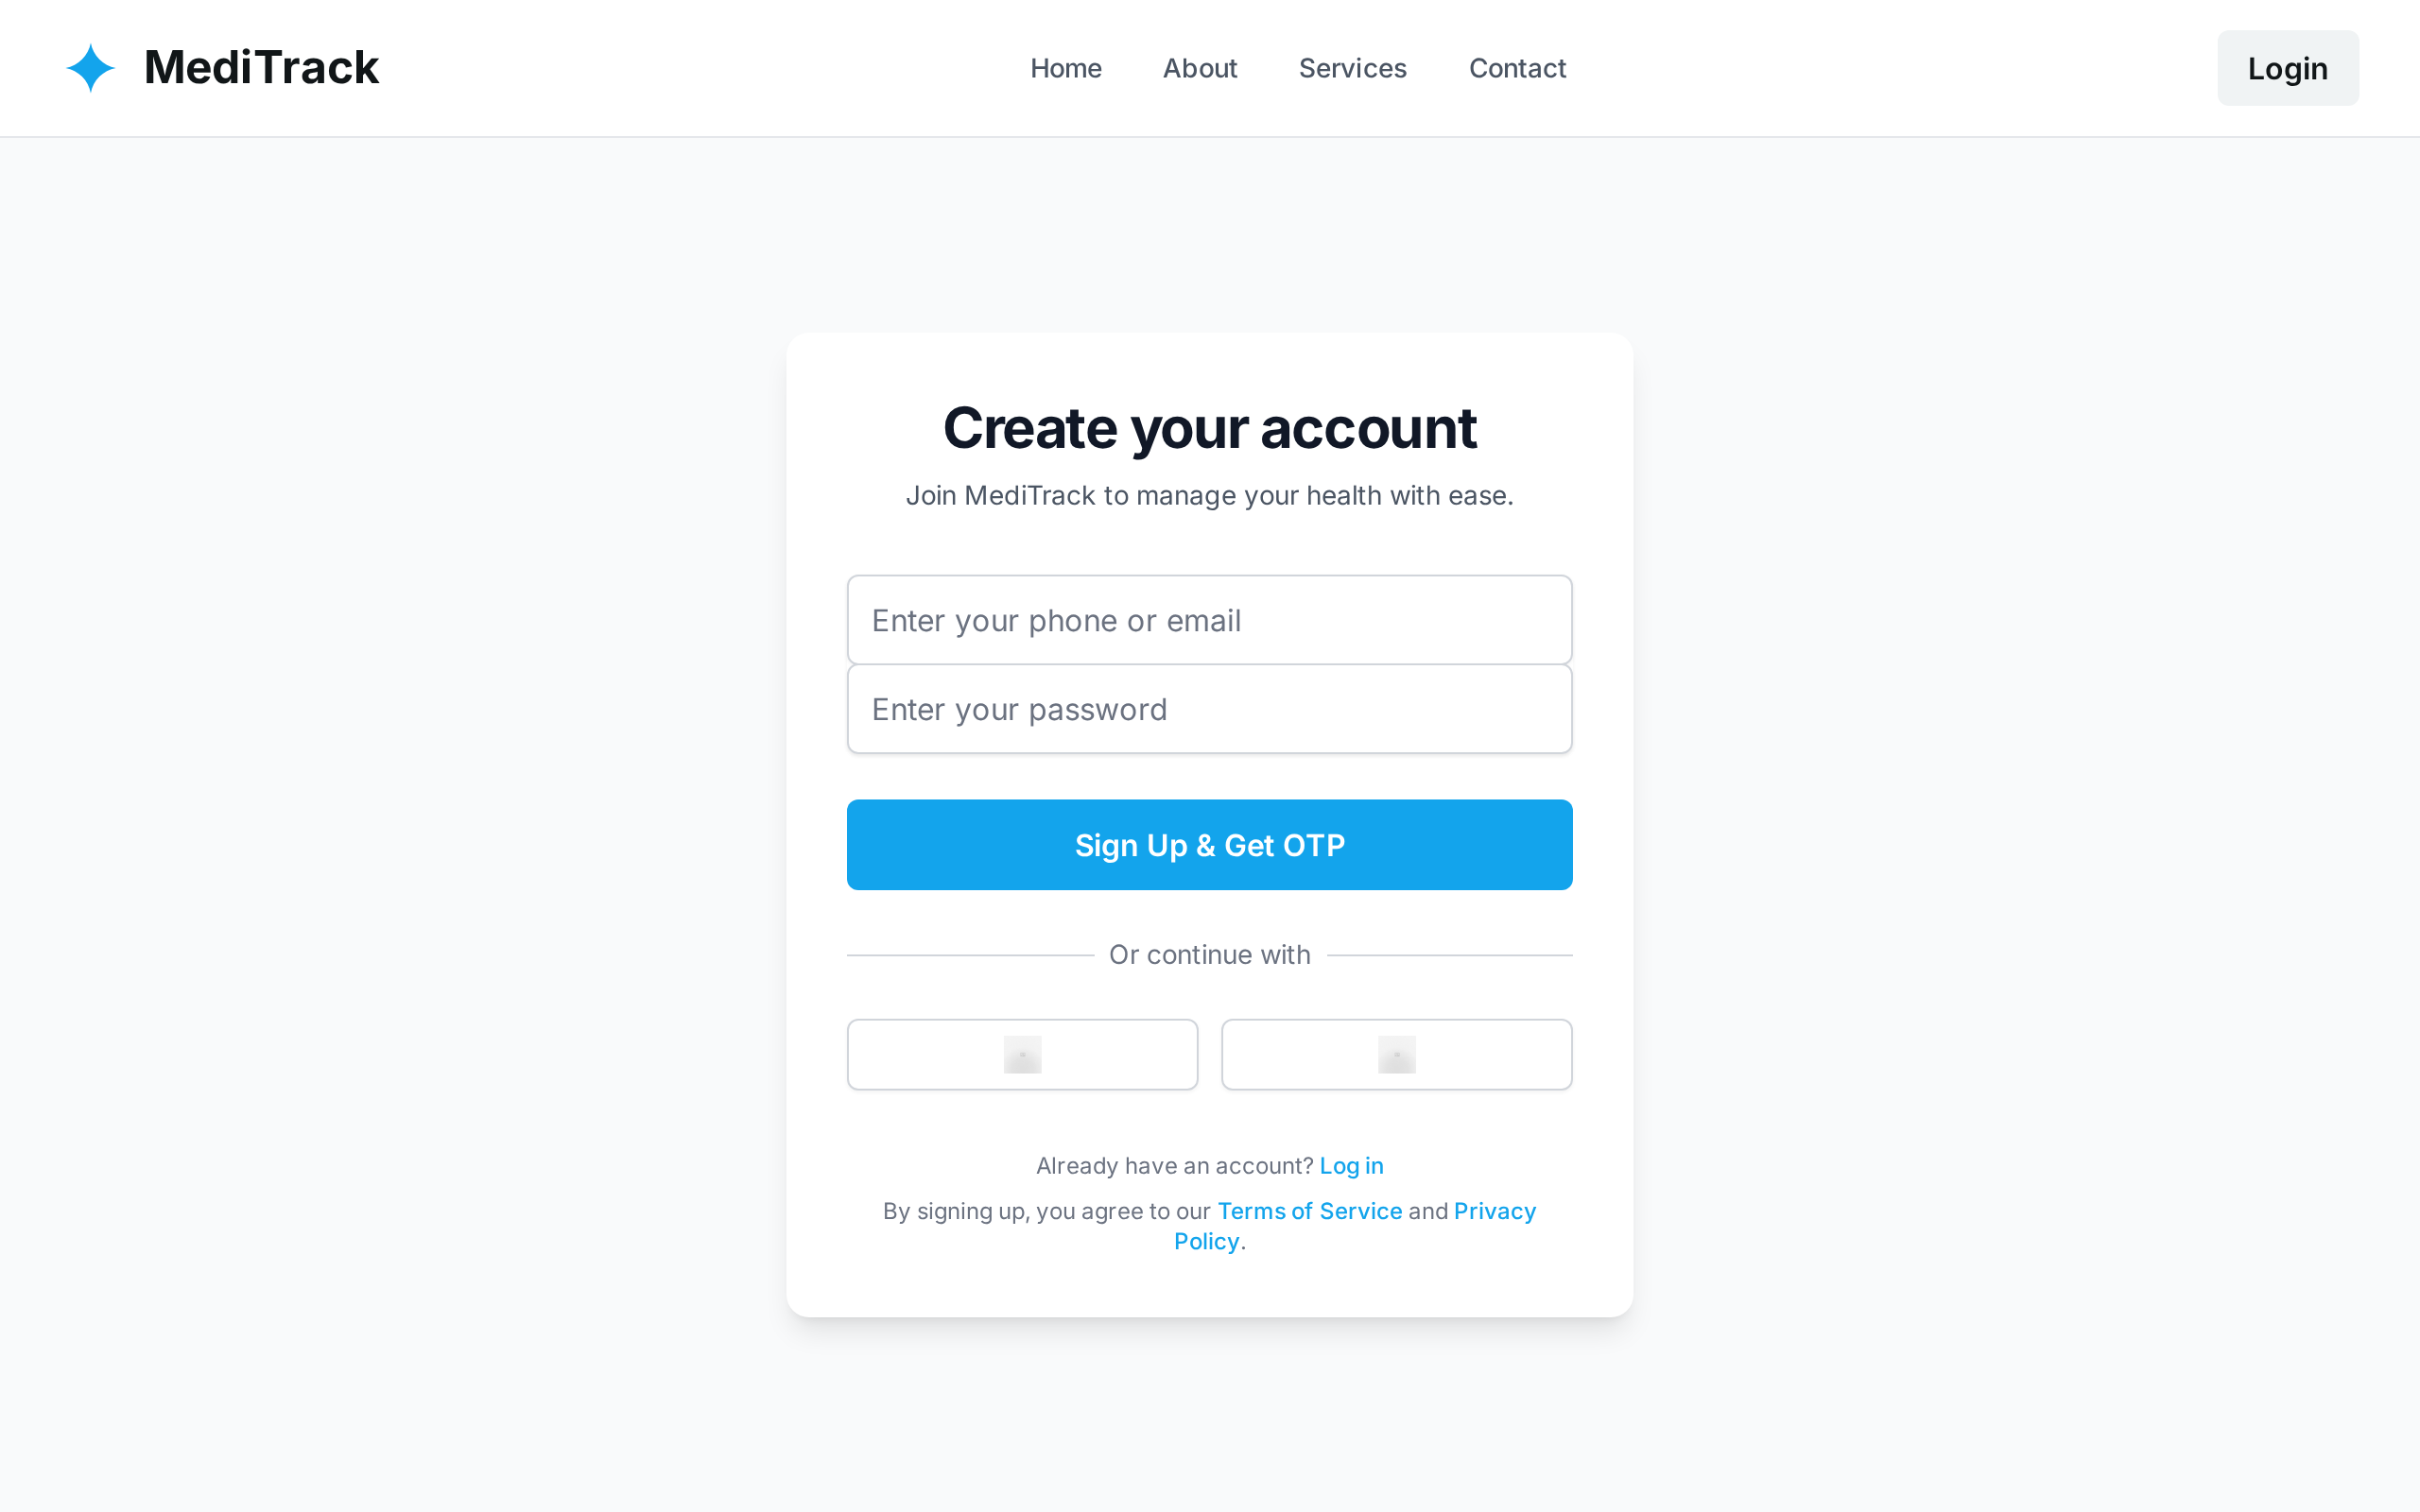 MediTrack
Home
About
Services
Contact
Login
Create your account
Join MediTrack to manage your health with ease.
Enter your phone or email
Enter your password
Sign Up & Get OTP
Or continue with
Already have an account? Log in
By signing up, you agree to our Terms of Service and Privacy
Policy.